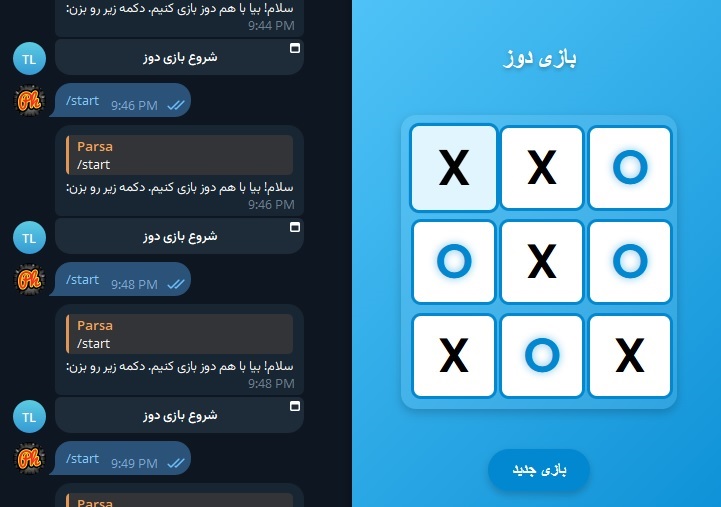 سلام! بیا با هم دوز بازی کنیم. دکمه زیر رو بزن:
9:44 PM
TL
شروع بازی دوز
Ph
/start 9:46 PM
Parsa
/start
سلام! بیا با هم دوز بازی کنیم. دکمه زیر رو بزن:
9:46 PM
TL
شروع بازی دوز
Ph
/start 9:48 PM
Parsa
/start
سلام! بیا با هم دوز بازی کنیم. دکمه زیر رو بزن:
9:48 PM
TL
شروع بازی دوز
Ph
/start 9:49 PM
Parsa
بازی دوز
X X O
O X O
X O X
بازی جدید